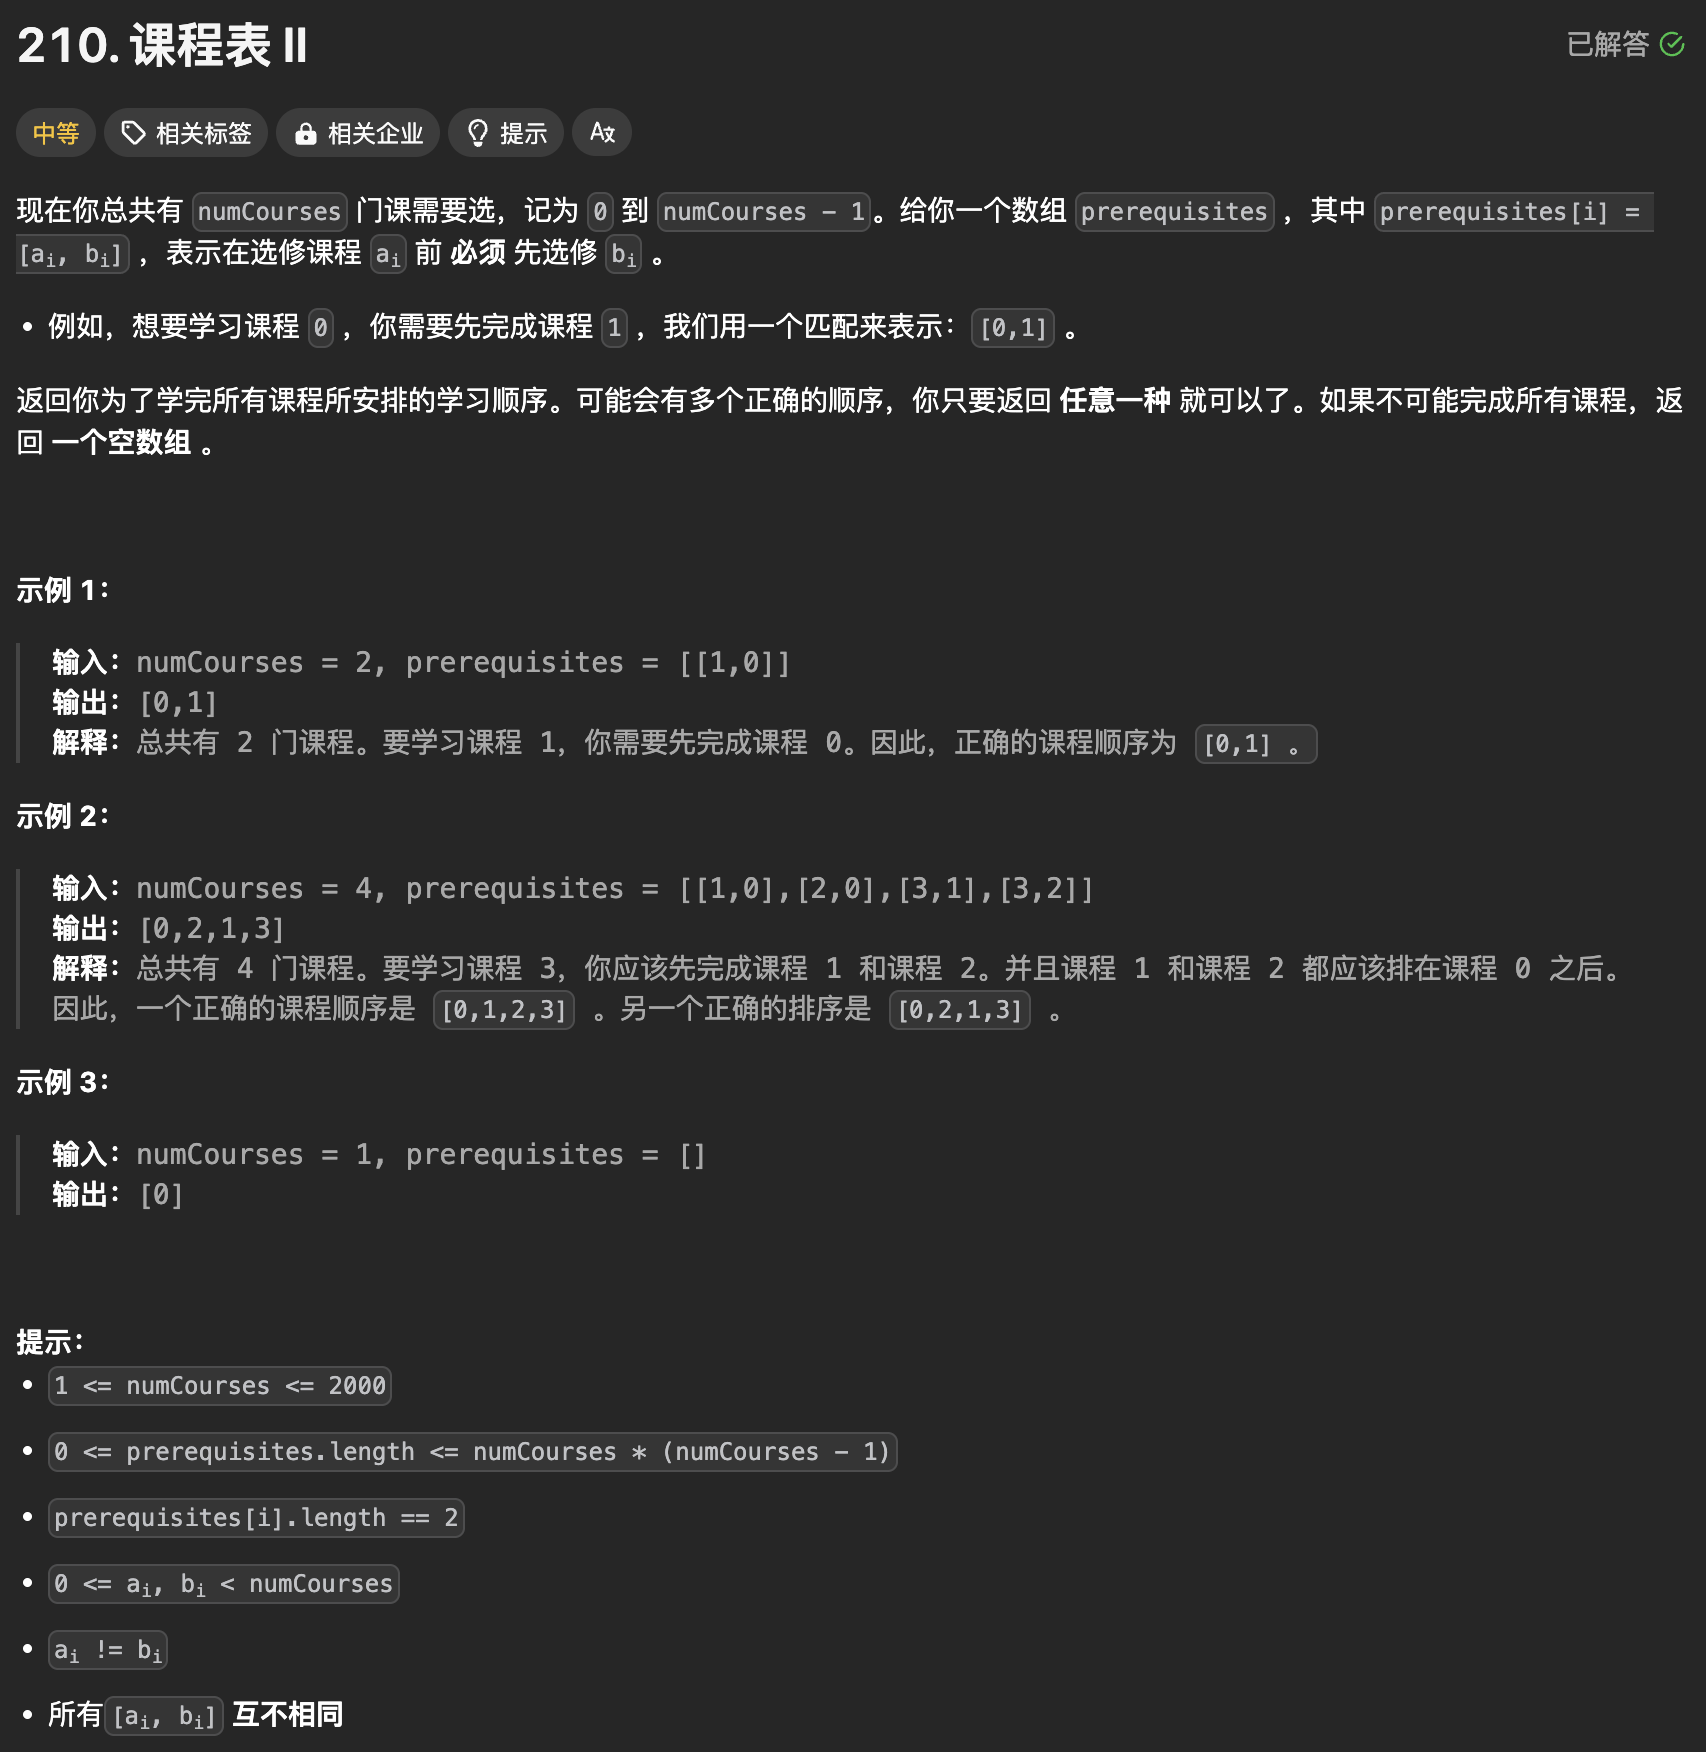 210. 课程表 II
已解答
中等 相关标签 相关企业 提示
现在你总共有 numCourses 门课需要选，记为 0 到 numCourses - 1。给你一个数组 prerequisites ，其中 prerequisites[i] =
[ai, bi] ，表示在选修课程 ai 前 必须 先选修 bi 。
• 例如，想要学习课程 0 ，你需要先完成课程 1 ，我们用一个匹配来表示：[0,1] 。
返回你为了学完所有课程所安排的学习顺序。可能会有多个正确的顺序，你只要返回 任意一种 就可以了。如果不可能完成所有课程，返
回 一个空数组 。
示例 1：
输入：numCourses = 2, prerequisites = [[1,0]]
输出：[0,1]
解释：总共有 2 门课程。要学习课程 1，你需要先完成课程 0。因此，正确的课程顺序为 [0,1] 。
示例 2：
输入：numCourses = 4, prerequisites = [[1,0],[2,0],[3,1],[3,2]]
输出：[0,2,1,3]
解释：总共有 4 门课程。要学习课程 3，你应该先完成课程 1 和课程 2。并且课程 1 和课程 2 都应该排在课程 0 之后。
因此，一个正确的课程顺序是 [0,1,2,3] 。另一个正确的排序是 [0,2,1,3] 。
示例 3：
输入：numCourses = 1, prerequisites = []
输出：[0]
提示：
• 1 <= numCourses <= 2000
• 0 <= prerequisites.length <= numCourses * (numCourses - 1)
• prerequisites[i].length == 2
• 0 <= ai, bi < numCourses
• ai != bi
• 所有[ai, bi] 互不相同